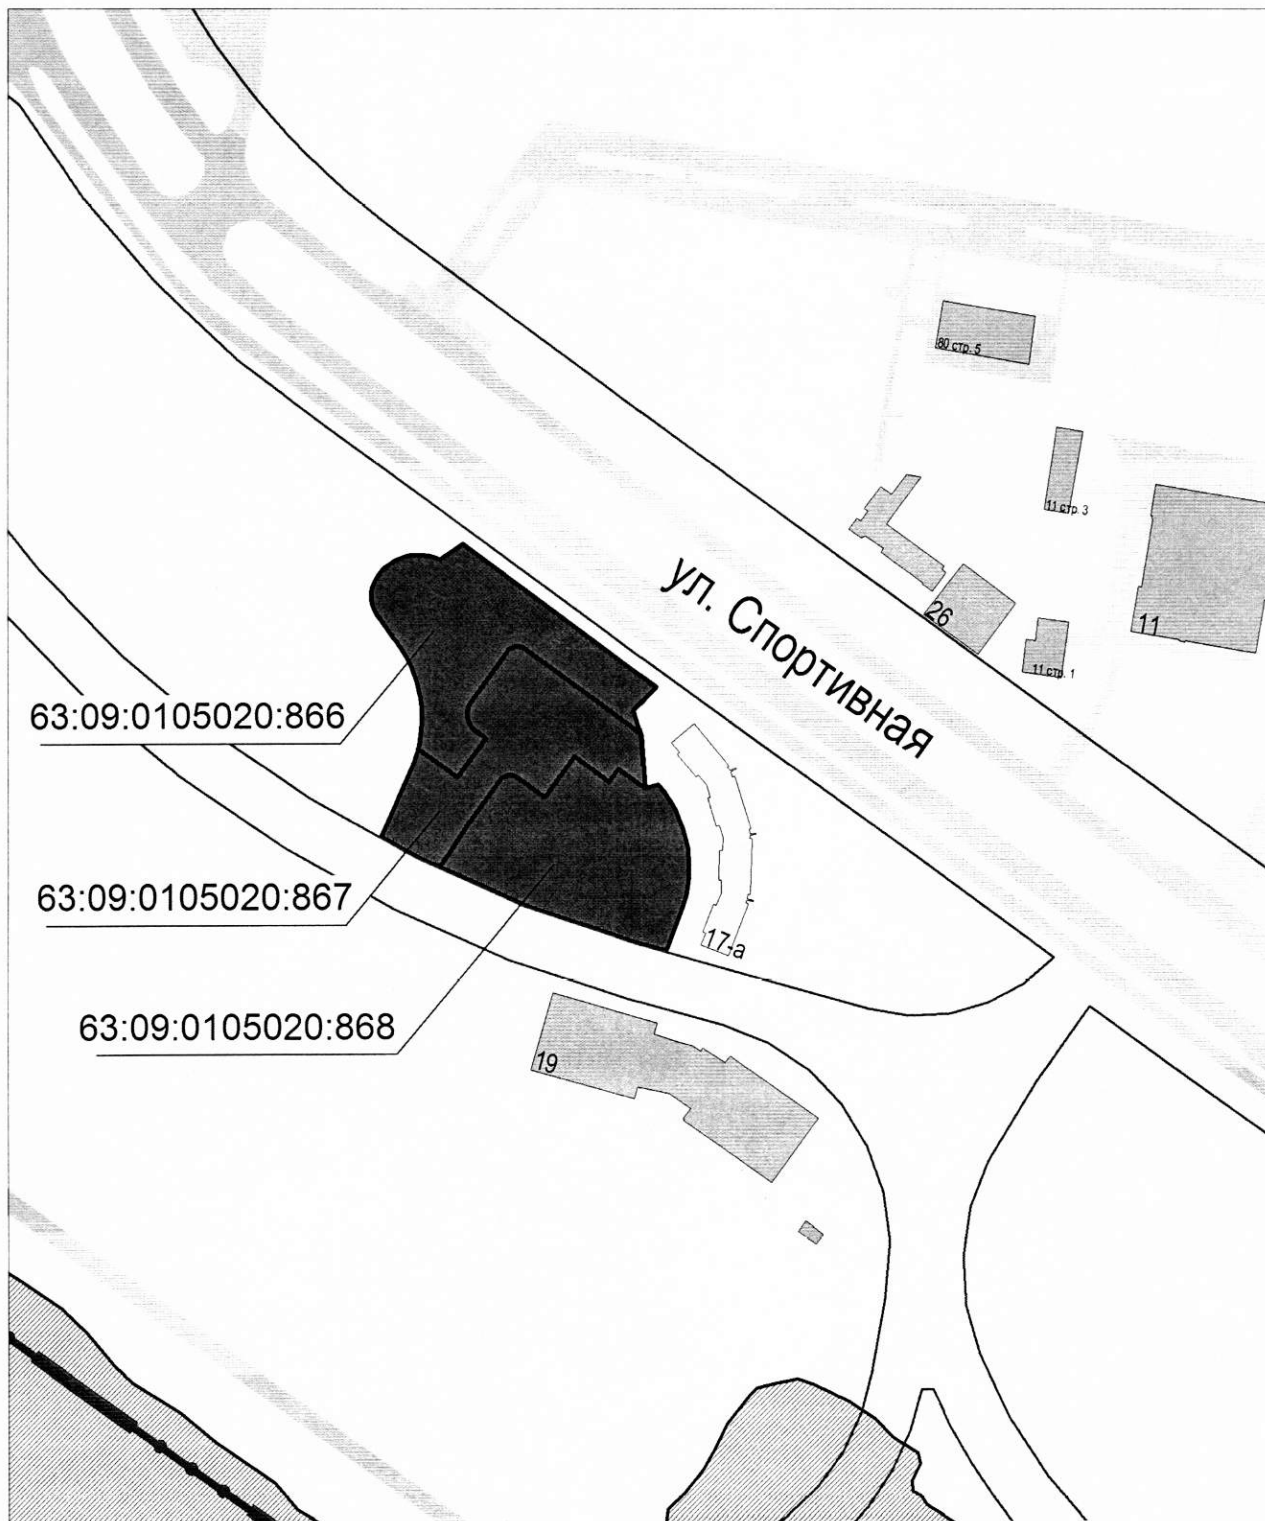 80 стр. 5
11 стр. 3
ул. Спортивная
26
11
11 стр. 1
63:09:0105020:866
63:09:0105020:867
17-а
63:09:0105020:868
19